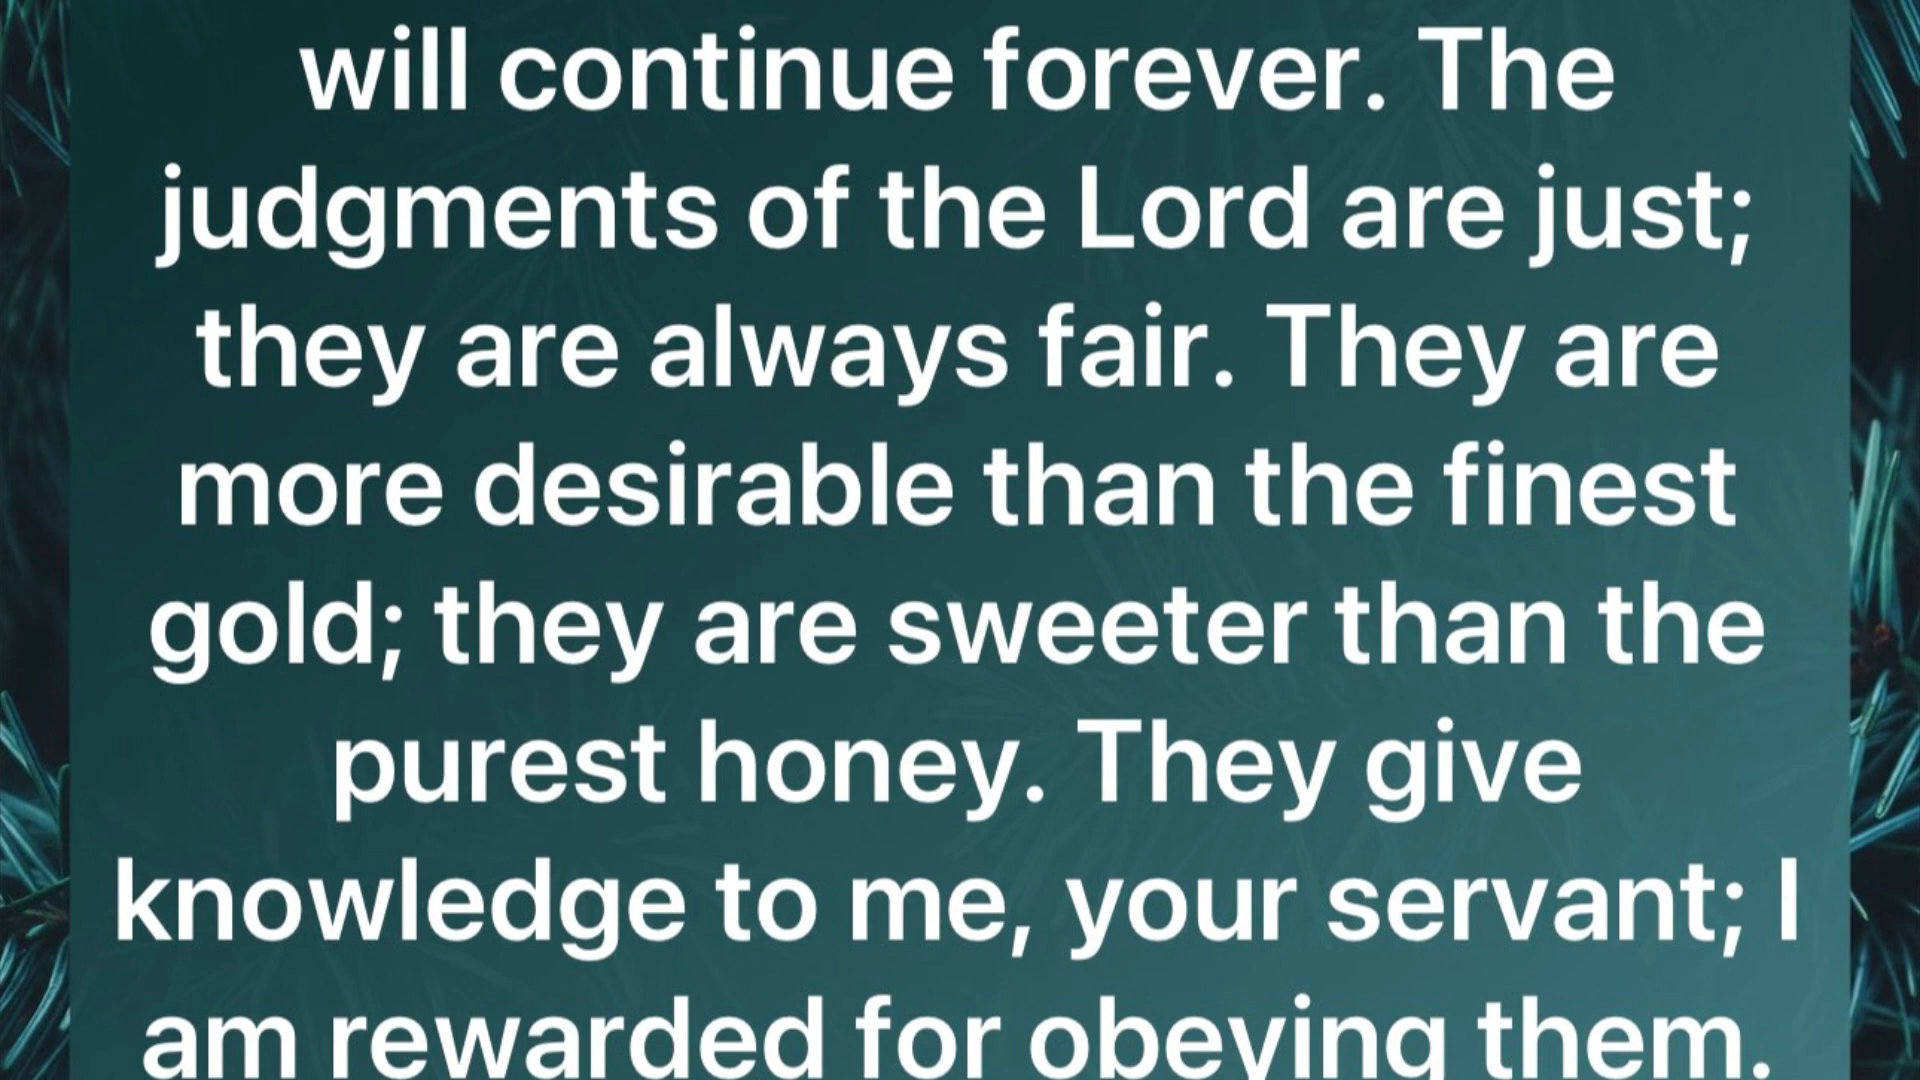 will continue forever. The
judgments of the Lord are just;
they are always fair. They are
more desirable than the finest
gold; they are sweeter than the
purest honey. They give
knowledge to me, your servant; I
am rewarded for obeying them.